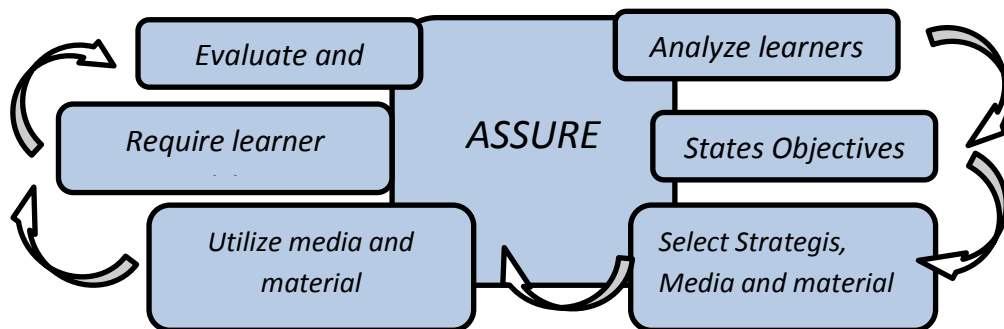 Evaluate and
Analyze learners
Require learner
ASSURE
States Objectives
Utilize media and
material
Select Strategis,
Media and material